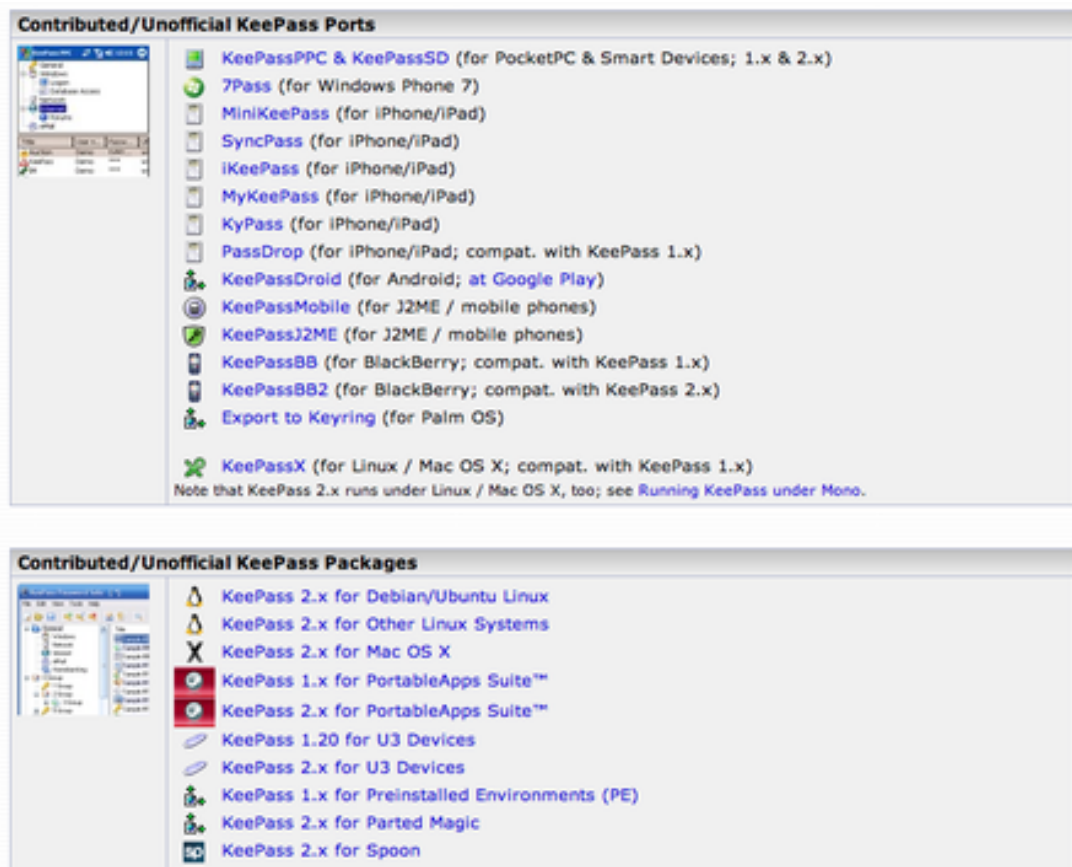 Contributed/Unofficial KeePass Ports
KeePassPPC & KeePassSD (for PocketPC & Smart Devices; 1.x & 2.x)
7Pass (for Windows Phone 7)
MiniKeePass (for iPhone/iPad)
SyncPass (for iPhone/iPad)
iKeePass (for iPhone/iPad)
MyKeePass (for iPhone/iPad)
KyPass (for iPhone/iPad)
PassDrop (for iPhone/iPad; compat. with KeePass 1.x)
KeePassDroid (for Android; at Google Play)
KeePassMobile (for J2ME / mobile phones)
KeePassJ2ME (for J2ME / mobile phones)
KeePassBB (for BlackBerry; compat. with KeePass 1.x)
KeePassBB2 (for BlackBerry; compat. with KeePass 2.x)
Export to Keyring (for Palm OS)
KeePassX (for Linux / Mac OS X; compat. with KeePass 1.x)
Note that KeePass 2.x runs under Linux / Mac OS X, too; see Running KeePass under Mono.
Contributed/Unofficial KeePass Packages
KeePass 2.x for Debian/Ubuntu Linux
KeePass 2.x for Other Linux Systems
KeePass 2.x for Mac OS X
KeePass 1.x for PortableApps Suite™
KeePass 2.x for PortableApps Suite™
KeePass 1.20 for U3 Devices
KeePass 2.x for U3 Devices
KeePass 1.x for Preinstalled Environments (PE)
KeePass 2.x for Parted Magic
sp KeePass 2.x for Spoon